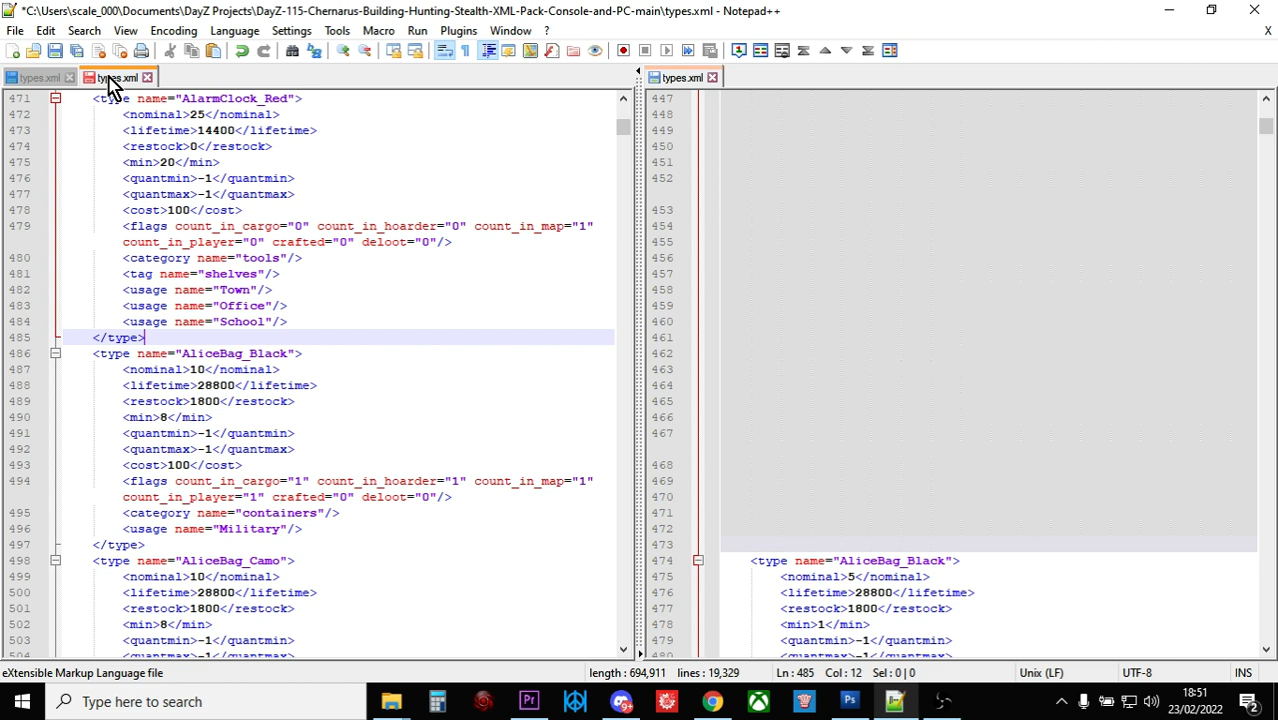 *C:\Users\scale_000\Documents\DayZ Projects\DayZ-115-Chernarus-Building-Hunting-Stealth-XML-Pack-Console-and-PC-main\types.xml - Notepad++
File Edit Search View Encoding Language Settings Tools Macro Run Plugins Window ? X
types.xml
types.xml
471 <type name="AlarmClock_Red">
472 <nominal>25</nominal>
473 <lifetime>14400</lifetime>
474 <restock>0</restock>
475 <min>20</min>
476 <quantmin>-1</quantmin>
477 <quantmax>-1</quantmax>
478 <cost>100</cost>
479 <flags count_in_cargo="0" count_in_hoarder="0" count_in_map="1"
count_in_player="0" crafted="0" deloot="0"/>
480 <category name="tools"/>
481 <tag name="shelves"/>
482 <usage name="Town"/>
483 <usage name="Office"/>
484 <usage name="School"/>
485 </type>
486 <type name="AliceBag_Black">
487 <nominal>10</nominal>
488 <lifetime>28800</lifetime>
489 <restock>1800</restock>
490 <min>8</min>
491 <quantmin>-1</quantmin>
492 <quantmax>-1</quantmax>
493 <cost>100</cost>
494 <flags count_in_cargo="1" count_in_hoarder="1" count_in_map="1"
count_in_player="1" crafted="0" deloot="0"/>
495 <category name="containers"/>
496 <usage name="Military"/>
497 </type>
498 <type name="AliceBag_Camo">
499 <nominal>10</nominal>
500 <lifetime>28800</lifetime>
501 <restock>1800</restock>
502 <min>8</min>
503 <quantmin>-1</quantmin>
504 <quantmax>-1</quantmax>
types.xml
447
448
449
450
451
452
453
454
455
456
457
458
459
460
461
462
463
464
465
466
467
468
469
470
471
472
473
474 <type name="AliceBag_Black">
475 <nominal>5</nominal>
476 <lifetime>28800</lifetime>
477 <restock>1800</restock>
478 <min>1</min>
479 <quantmin>-1</quantmin>
480 <quantmax>-1</quantmax>
eXtensible Markup Language file
length : 694,911 lines : 19,329
Ln : 485 Col : 12 Sel : 0 | 0
Unix (LF)
UTF-8
INS
Type here to search
18:51
23/02/2022
2